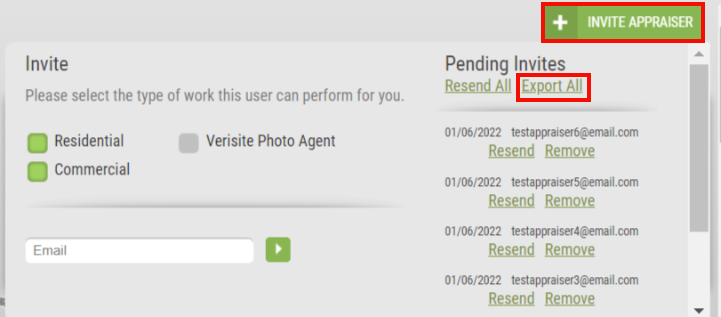 + INVITE APPRAISER
Invite
Please select the type of work this user can perform for you.
Residential
Verisite Photo Agent
Commercial
Email
Pending Invites
Resend All Export All
01/06/2022 testappraiser6@email.com
Resend Remove
01/06/2022 testappraiser5@email.com
Resend Remove
01/06/2022 testappraiser4@email.com
Resend Remove
01/06/2022 testappraiser3@email.com
Resend Remove